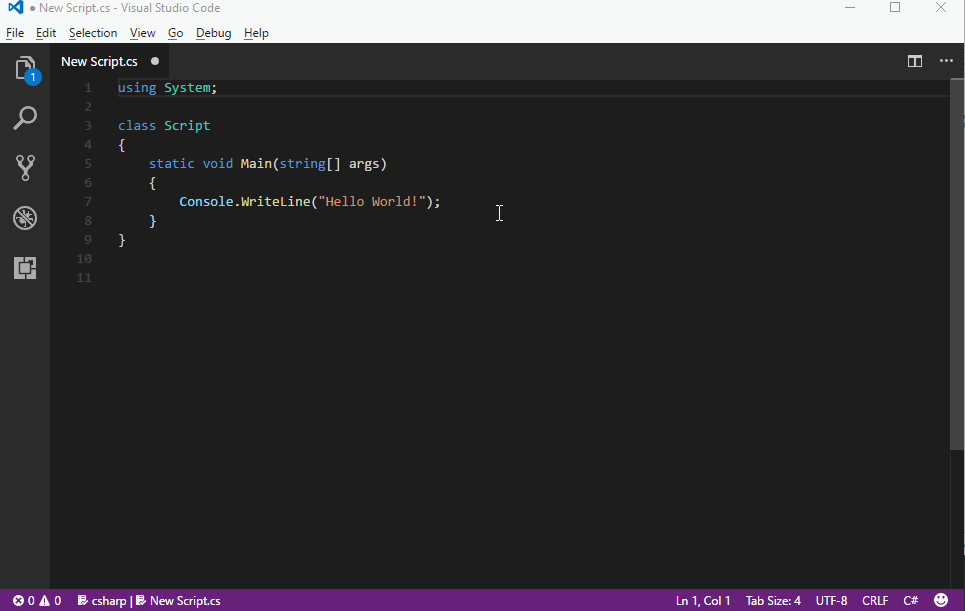 ● New Script.cs - Visual Studio Code
File Edit Selection View Go Debug Help
1
New Script.cs ●
1 using System;
2
3 class Script
4 {
5     static void Main(string[] args)
6     {
7         Console.WriteLine("Hello World!");
8     }
9 }
10
11
0 0 csharp | New Script.cs Ln 1, Col 1 Tab Size: 4 UTF-8 CRLF C#